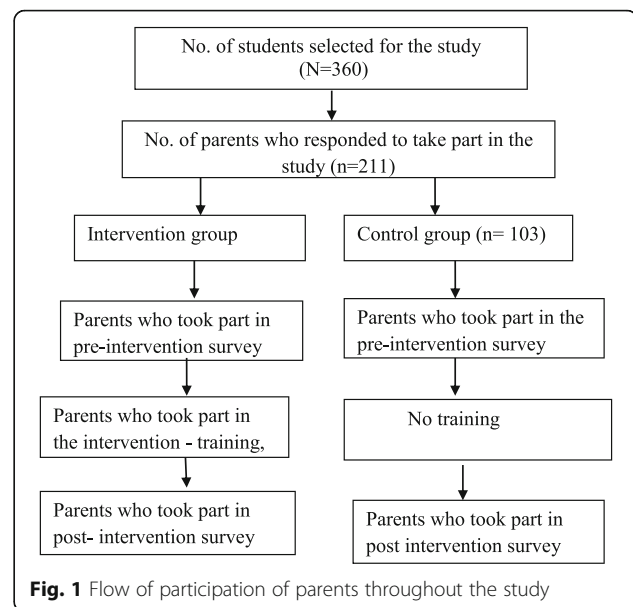 No. of students selected for the study
(N=360)
No. of parents who responded to take part in the
study (n=211)
Intervention group
Control group (n= 103)
Parents who took part in
pre-intervention survey
Parents who took part in the
pre-intervention survey
Parents who took part in
the intervention - training,
No training
Parents who took part in
post- intervention survey
Parents who took part in
post intervention survey
Fig. 1 Flow of participation of parents throughout the study